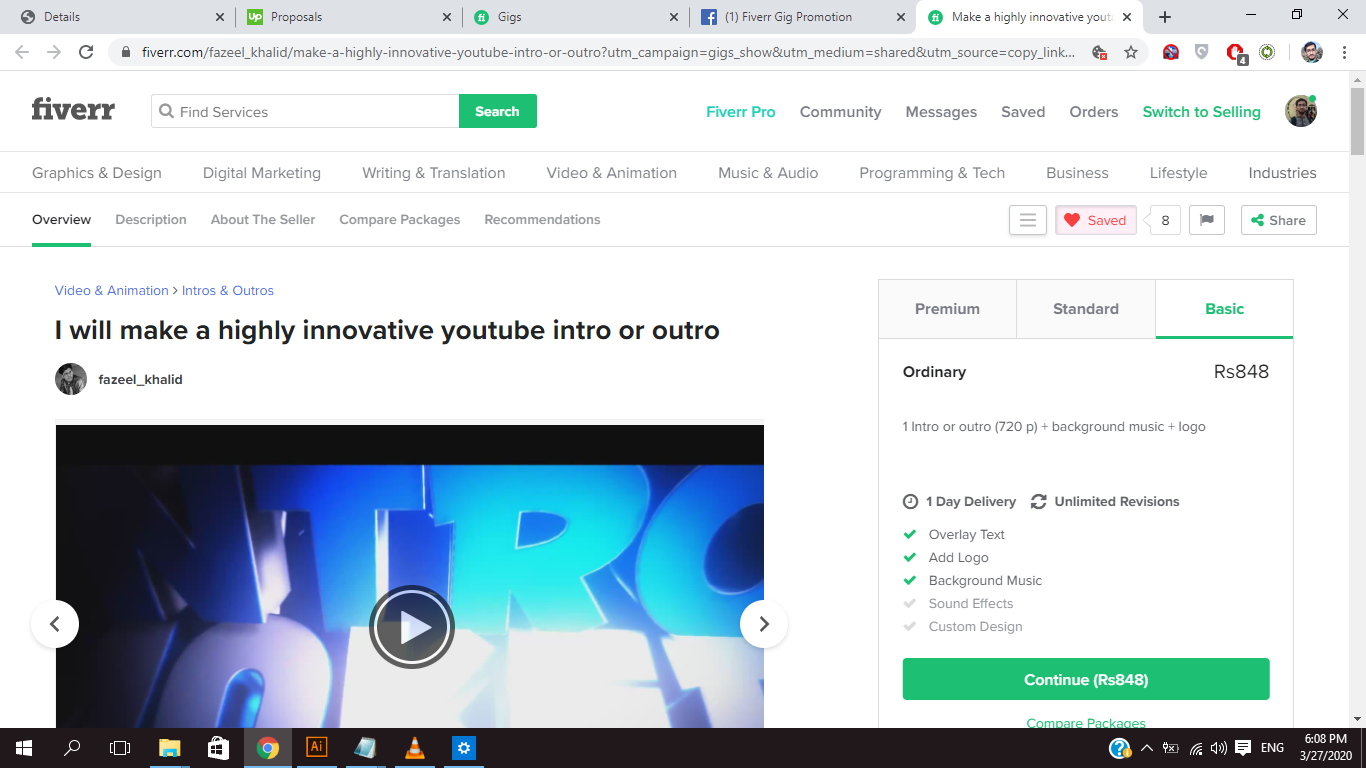 Details
Proposals
Gigs
(1) Fiverr Gig Promotion
Make a highly innovative yout
fiverr.com/fazeel_khalid/make-a-highly-innovative-youtube-intro-or-outro?utm_campaign=gigs_show&utm_medium=shared&utm_source=copy_link...
4
fiverr
Find Services
Search
Fiverr Pro
Community
Messages
Saved
Orders
Switch to Selling
Graphics & Design
Digital Marketing
Writing & Translation
Video & Animation
Music & Audio
Programming & Tech
Business
Lifestyle
Industries
Overview
Description
About The Seller
Compare Packages
Recommendations
Saved
8
Share
Video & Animation > Intros & Outros
I will make a highly innovative youtube intro or outro
fazeel_khalid
Premium
Standard
Basic
Ordinary
Rs848
1 Intro or outro (720 p) + background music + logo
1 Day Delivery
Unlimited Revisions
Overlay Text
Add Logo
Background Music
Sound Effects
Custom Design
Continue (Rs848)
Compare Packages
NTRO
Ai
ENG
6:08 PM
3/27/2020